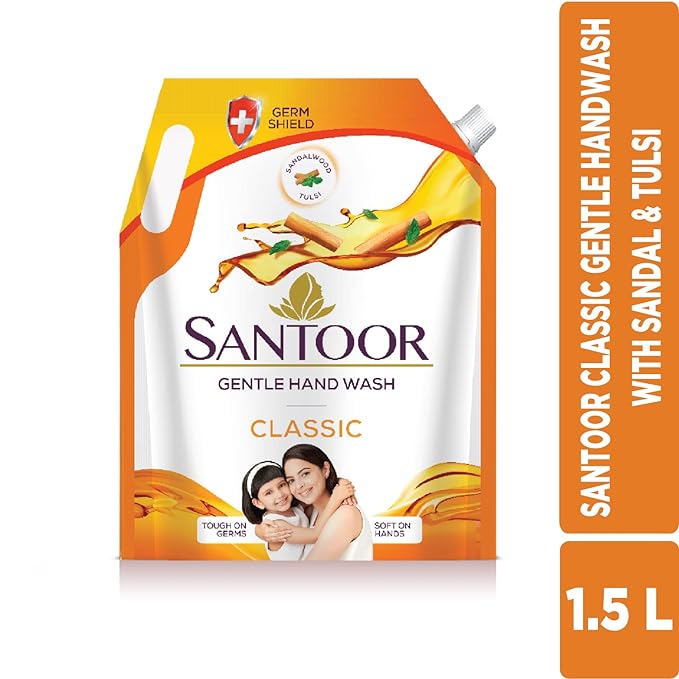 GERM
SHIELD
SANDALWOOD
TULSI
SANTOOR
GENTLE HAND WASH
CLASSIC
TOUGH ON
GERMS
SOFT ON
HANDS
SANTOOR CLASSIC GENTLE HANDWASH
WITH SANDAL & TULSI
1.5 L